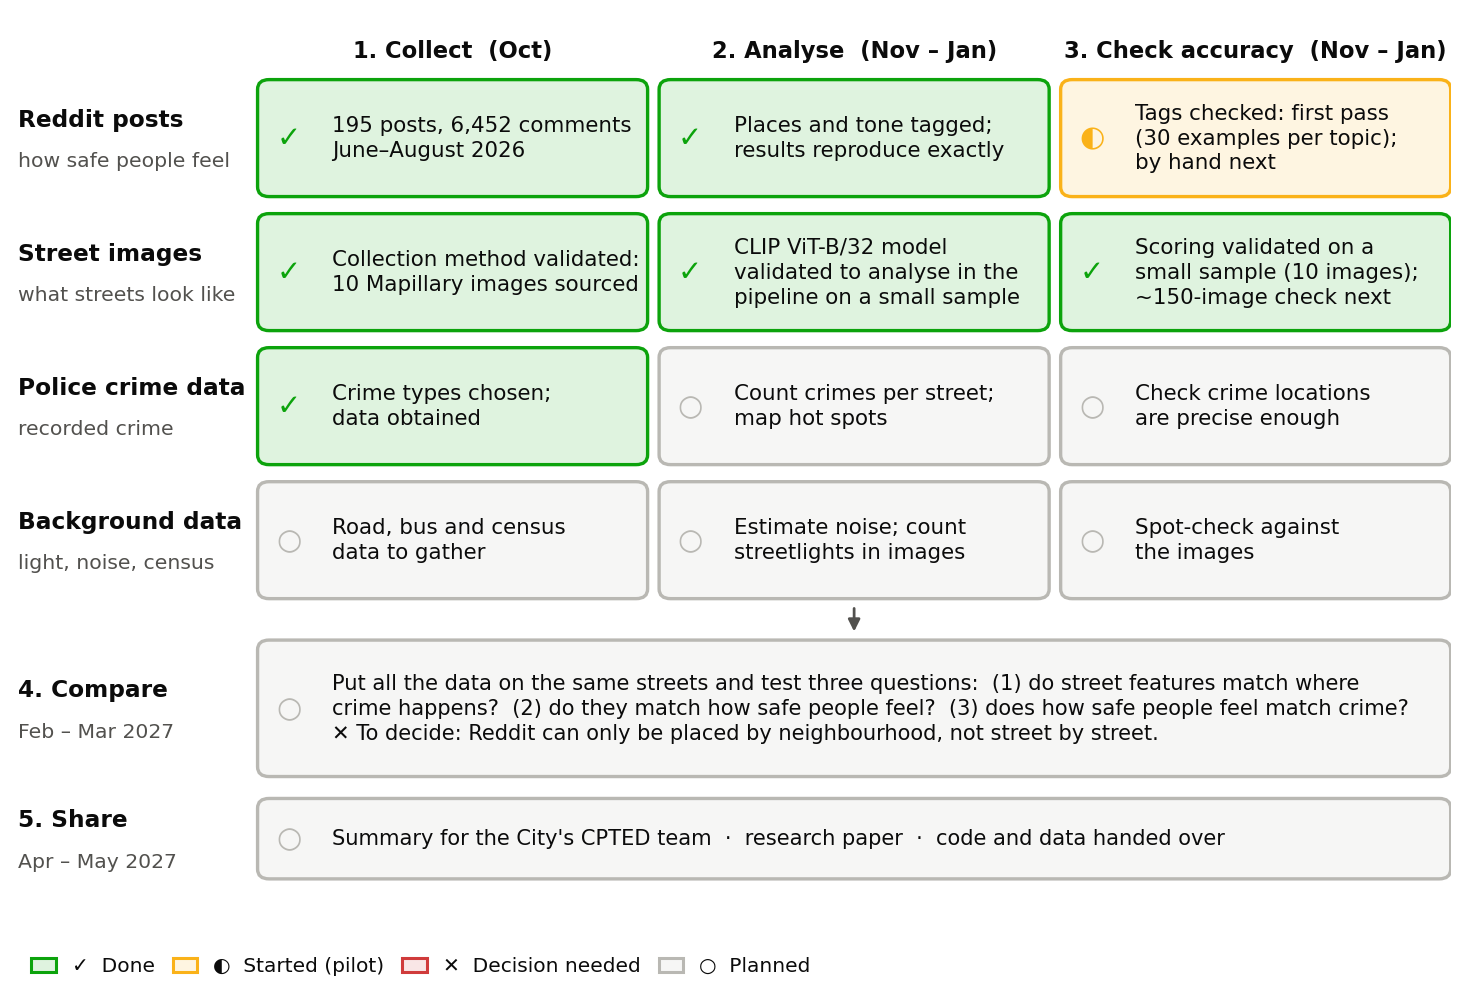 1. Collect  (Oct)
2. Analyse  (Nov – Jan)
3. Check accuracy  (Nov – Jan)
Reddit posts
how safe people feel
✓
195 posts, 6,452 comments
June–August 2026
✓
Places and tone tagged;
results reproduce exactly
◐
Tags checked: first pass
(30 examples per topic);
by hand next
Street images
what streets look like
✓
Collection method validated:
10 Mapillary images sourced
✓
CLIP ViT-B/32 model
validated to analyse in the
pipeline on a small sample
✓
Scoring validated on a
small sample (10 images);
~150-image check next
Police crime data
recorded crime
✓
Crime types chosen;
data obtained
○
Count crimes per street;
map hot spots
○
Check crime locations
are precise enough
Background data
light, noise, census
○
Road, bus and census
data to gather
○
Estimate noise; count
streetlights in images
○
Spot-check against
the images
4. Compare
Feb – Mar 2027
○
Put all the data on the same streets and test three questions:  (1) do street features match where
crime happens?  (2) do they match how safe people feel?  (3) does how safe people feel match crime?
✕ To decide: Reddit can only be placed by neighbourhood, not street by street.
5. Share
Apr – May 2027
○
Summary for the City's CPTED team  ·  research paper  ·  code and data handed over
✓  Done
◐  Started (pilot)
✕  Decision needed
○  Planned